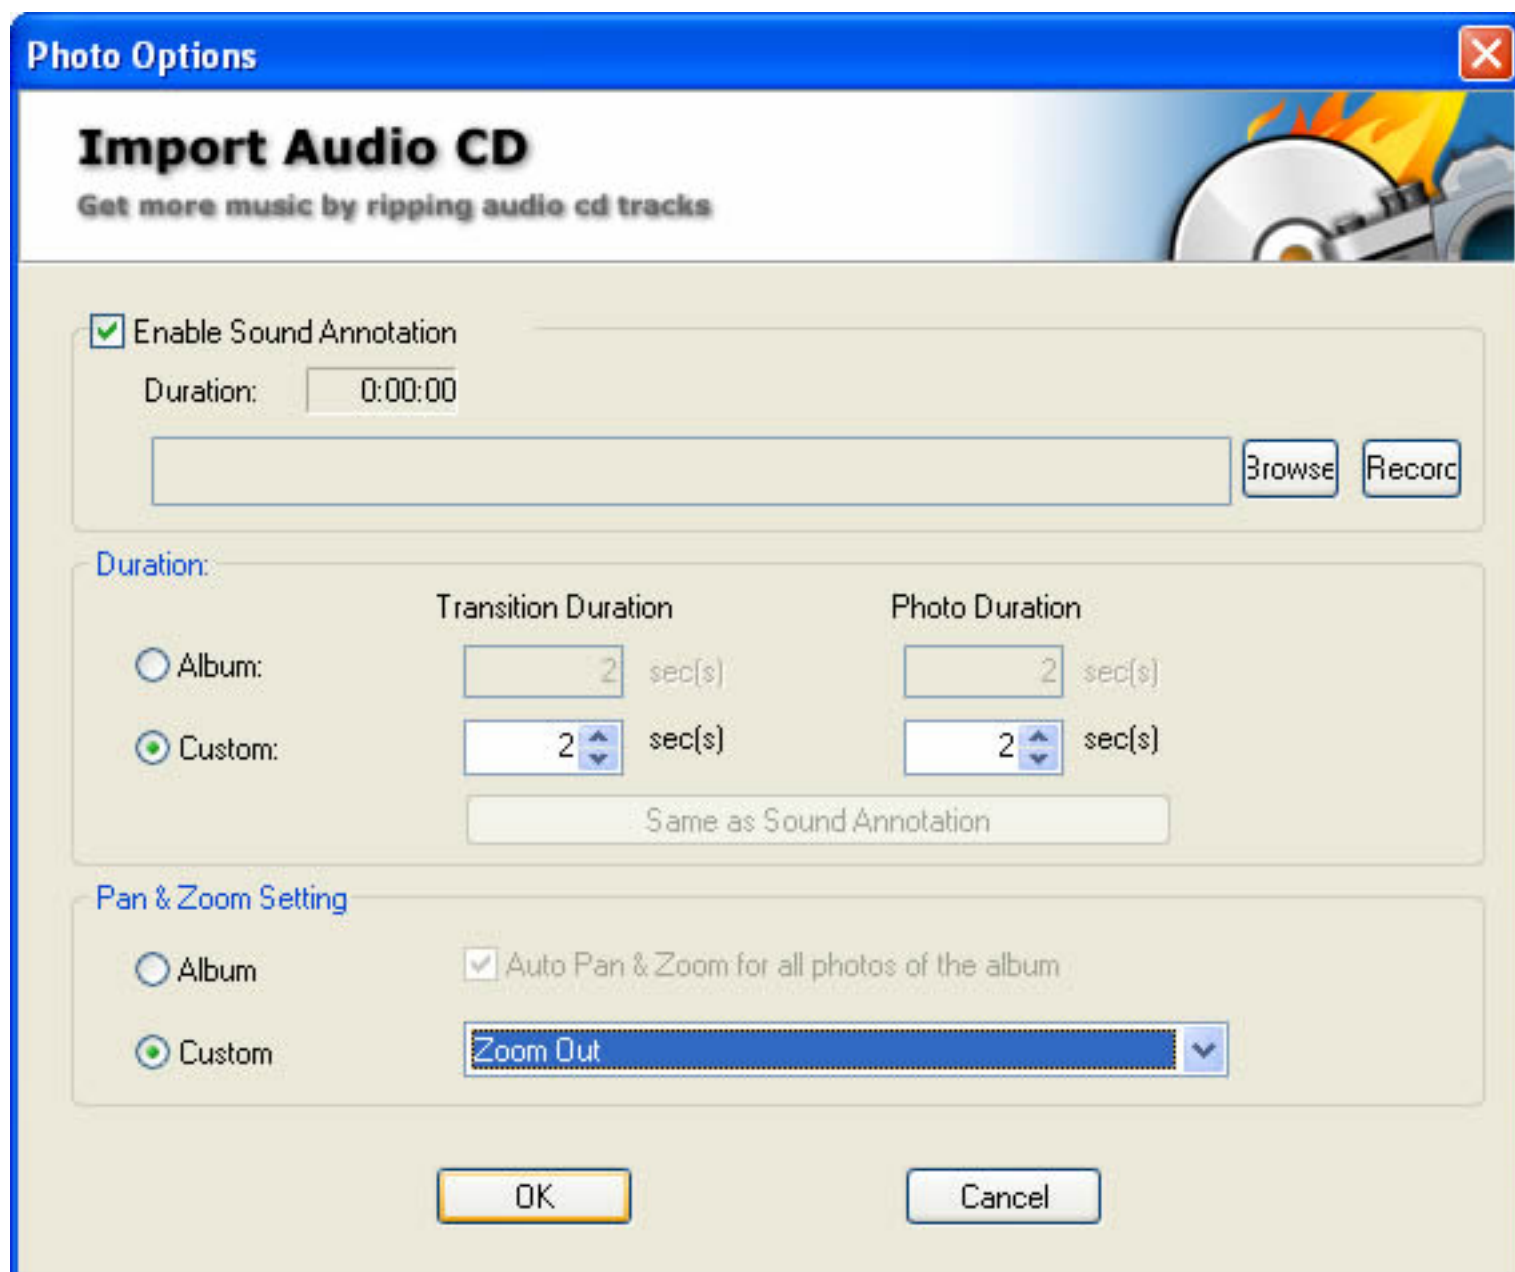 Photo Options
Import Audio CD
Get more music by ripping audio cd tracks
Enable Sound Annotation
Duration: 0:00:00
Browse Record
Duration:
Transition Duration Photo Duration
Album: 2 sec(s) 2 sec(s)
Custom: 2 sec(s) 2 sec(s)
Same as Sound Annotation
Pan & Zoom Setting
Album Auto Pan & Zoom for all photos of the album
Custom Zoom Out
OK Cancel